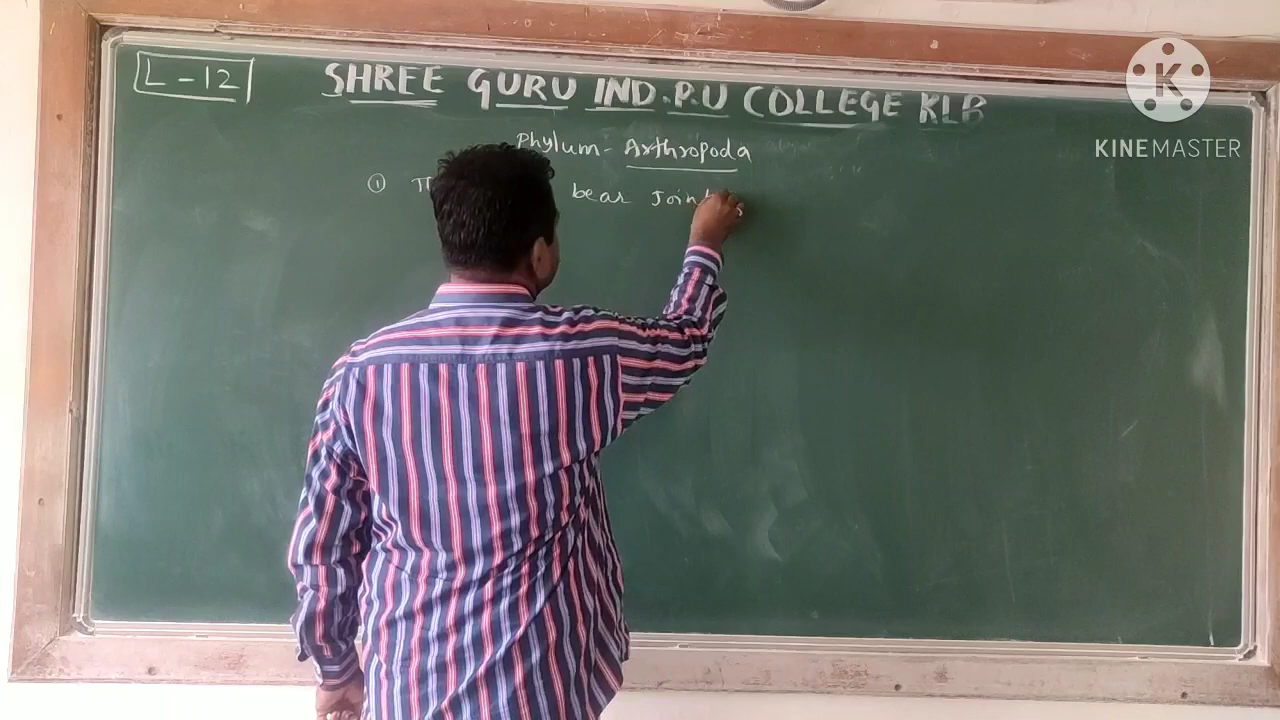 L-12
SHREE GURU IND.P.U COLLEGE KLB
Phylum - Arthropoda
① bear
K
KINEMASTER